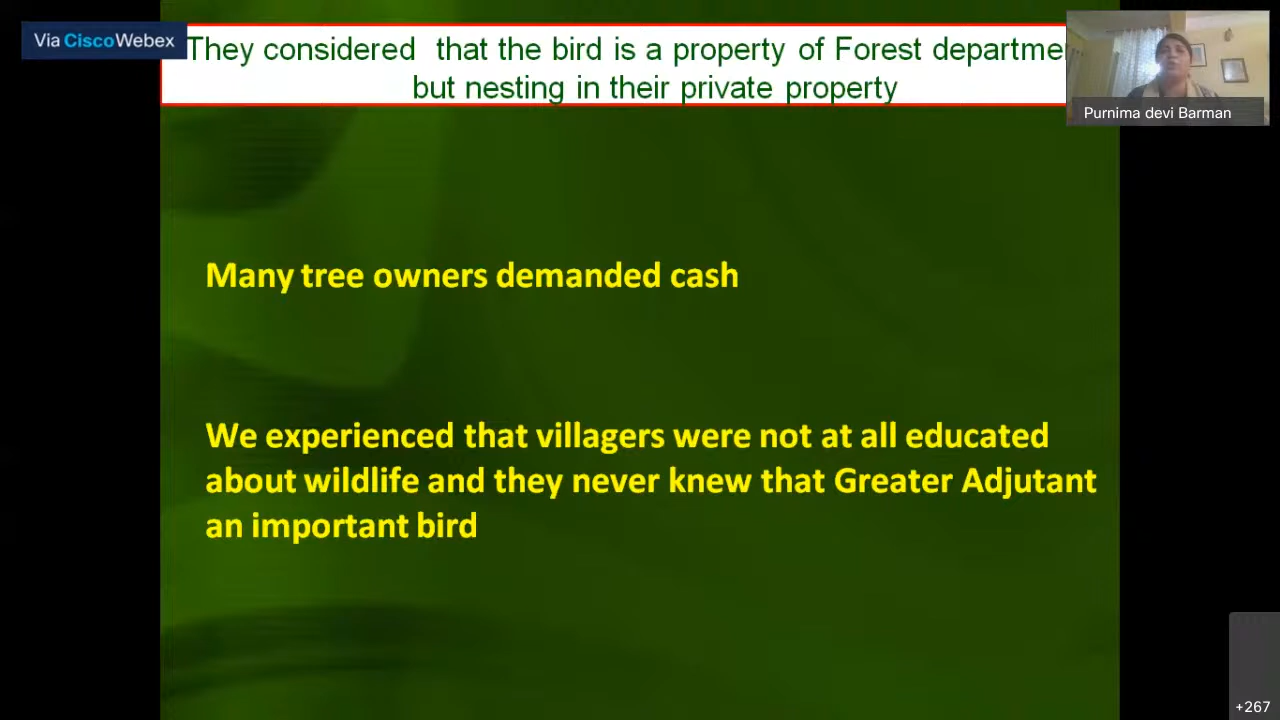 Via Cisco Webex
They considered that the bird is a property of Forest departme
but nesting in their private property
Purnima devi Barman
Many tree owners demanded cash
We experienced that villagers were not at all educated
about wildlife and they never knew that Greater Adjutant
an important bird
+267